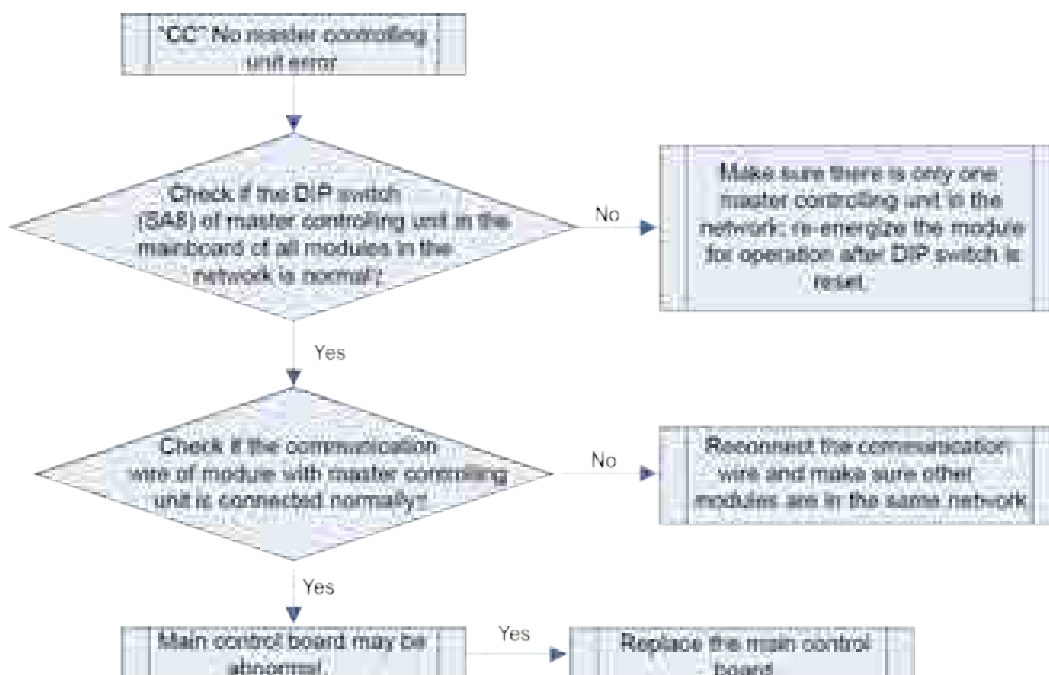 "CC" No master controlling
unit error
Check if the DIP switch
(SA8) of master controlling unit in the
mainboard of all modules in the
network is normal?
No
Make sure there is only one
master controlling unit in the
network; re-energize the module
for operation after DIP switch is
reset.
Yes
Check if the communication
wire of module with master controlling
unit is connected normally?
No
Reconnect the communication
wire and make sure other
modules are in the same network
Yes
Main control board may be
abnormal.
Yes
Replace the main control
board.